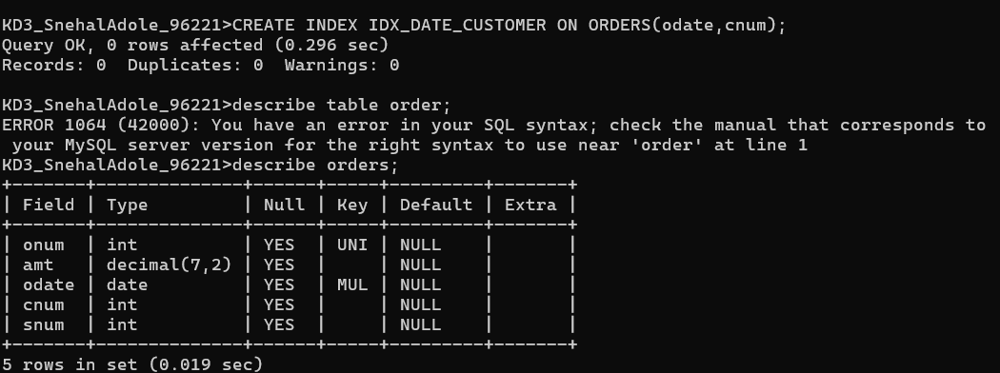 KD3_SnehalAdole_96221>CREATE INDEX IDX_DATE_CUSTOMER ON ORDERS(odate,cnum);
Query OK, 0 rows affected (0.296 sec)
Records: 0  Duplicates: 0  Warnings: 0

KD3_SnehalAdole_96221>describe table order;
ERROR 1064 (42000): You have an error in your SQL syntax; check the manual that corresponds to
 your MySQL server version for the right syntax to use near 'order' at line 1
KD3_SnehalAdole_96221>describe orders;
+-------+--------------+------+-----+---------+-------+
| Field | Type         | Null | Key | Default | Extra |
+-------+--------------+------+-----+---------+-------+
| onum  | int          | YES  | UNI | NULL    |       |
| amt   | decimal(7,2) | YES  |     | NULL    |       |
| odate | date         | YES  | MUL | NULL    |       |
| cnum  | int          | YES  |     | NULL    |       |
| snum  | int          | YES  |     | NULL    |       |
+-------+--------------+------+-----+---------+-------+
5 rows in set (0.019 sec)